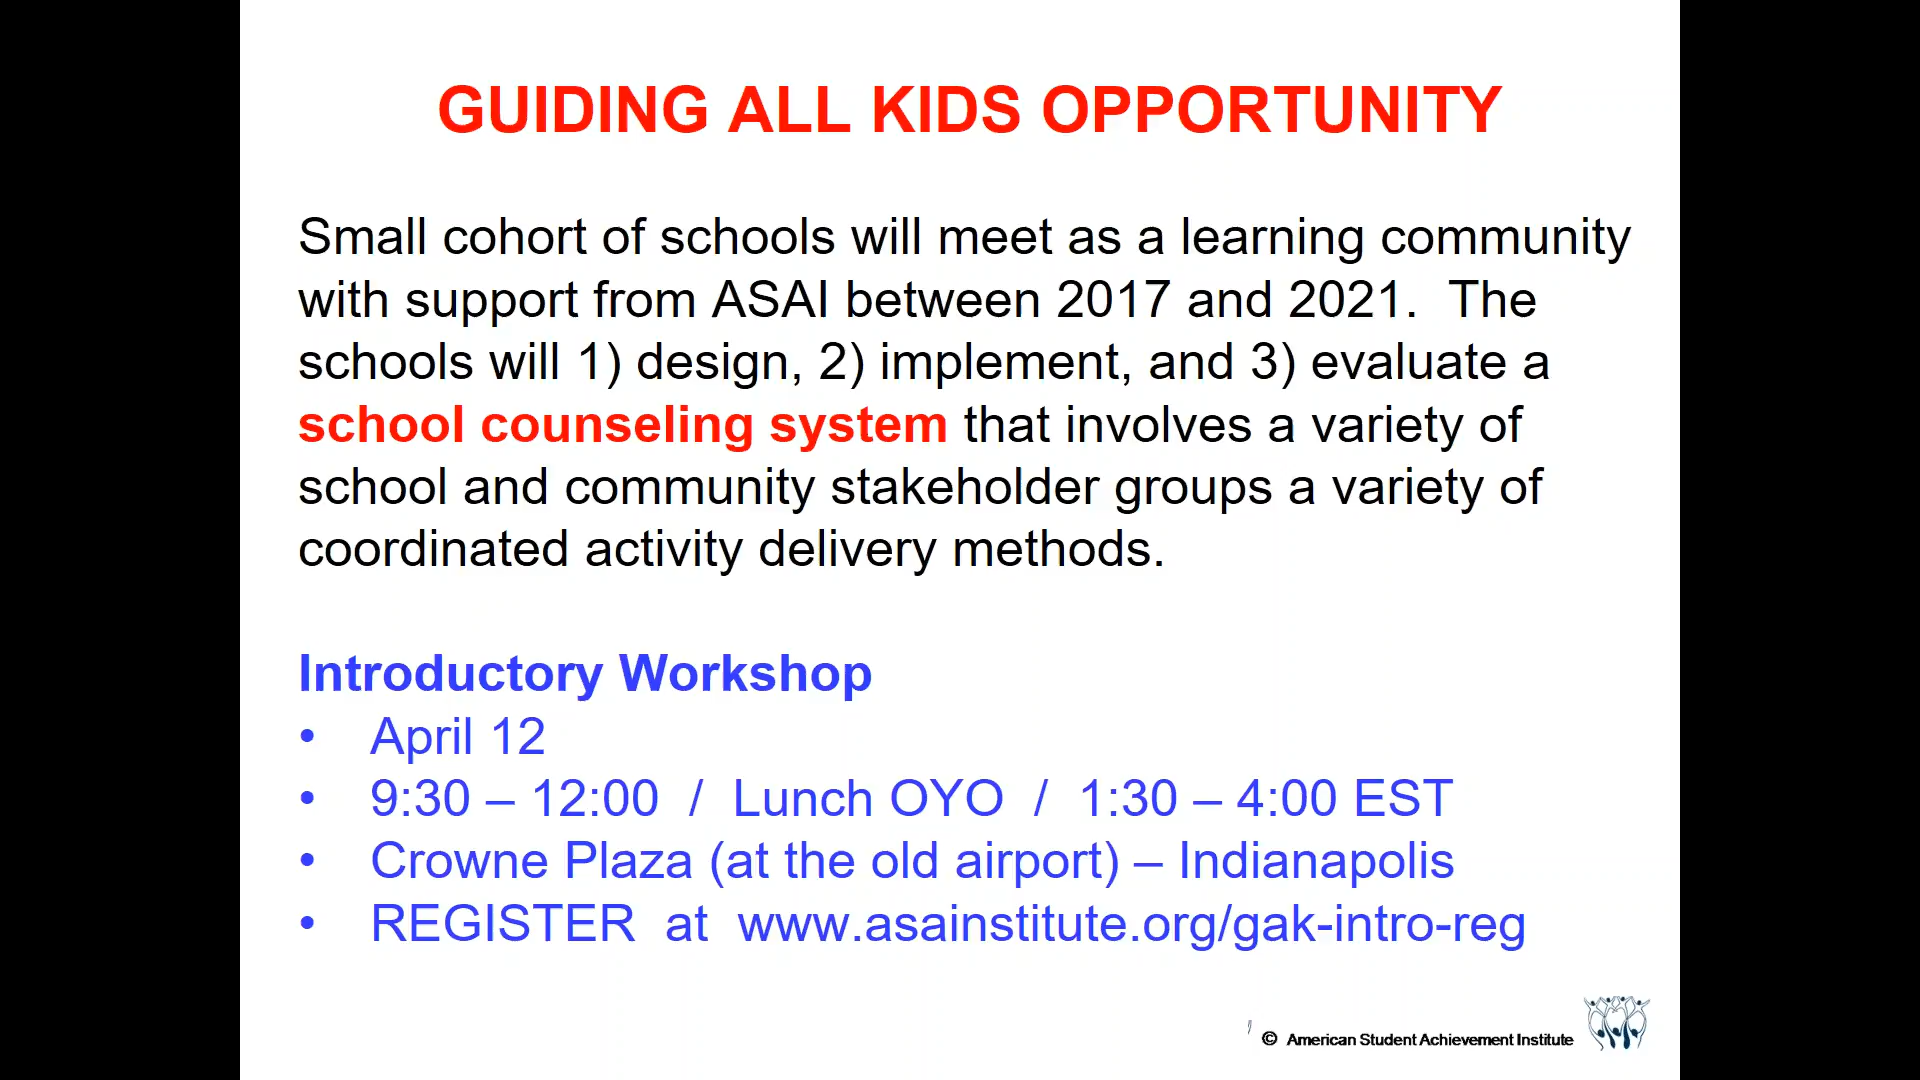 GUIDING ALL KIDS OPPORTUNITY
Small cohort of schools will meet as a learning community
with support from ASAI between 2017 and 2021.  The
schools will 1) design, 2) implement, and 3) evaluate a
school counseling system that involves a variety of
school and community stakeholder groups a variety of
coordinated activity delivery methods.
Introductory Workshop
• April 12
• 9:30 – 12:00  /  Lunch OYO  /  1:30 – 4:00 EST
• Crowne Plaza (at the old airport) – Indianapolis
• REGISTER  at  www.asainstitute.org/gak-intro-reg
© American Student Achievement Institute